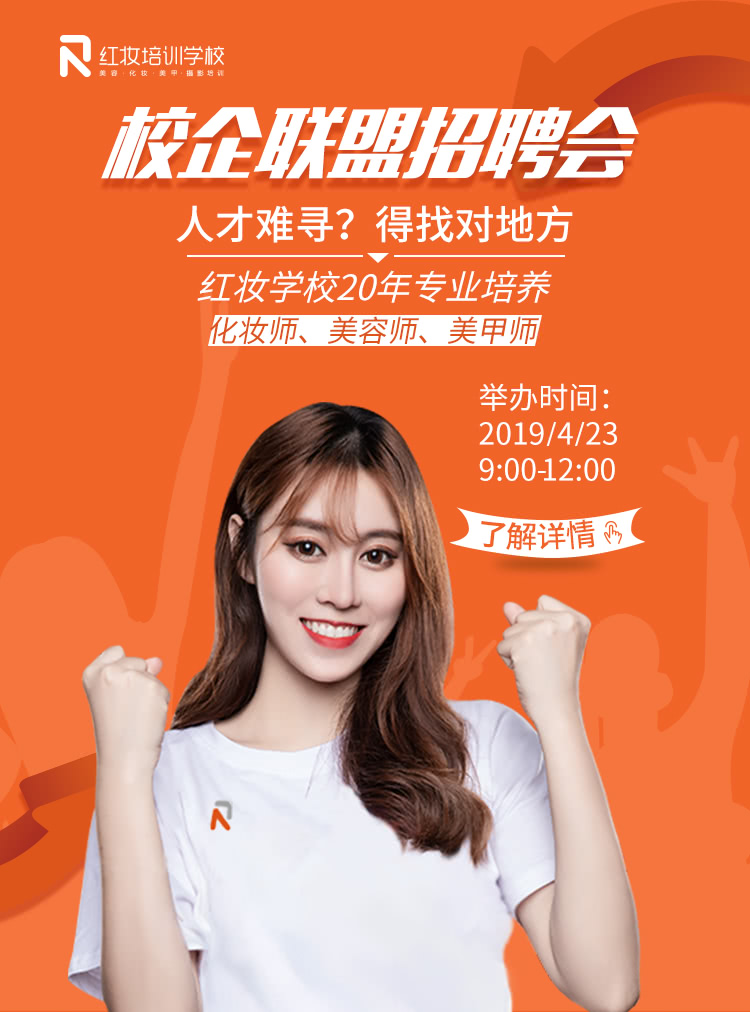 红妆培训学校
美容·化妆·美甲·摄影培训
校企联盟招聘会
人才难寻？得找对地方
红妆学校20年专业培养
化妆师、美容师、美甲师
举办时间：
2019/4/23
9:00-12:00
了解详情